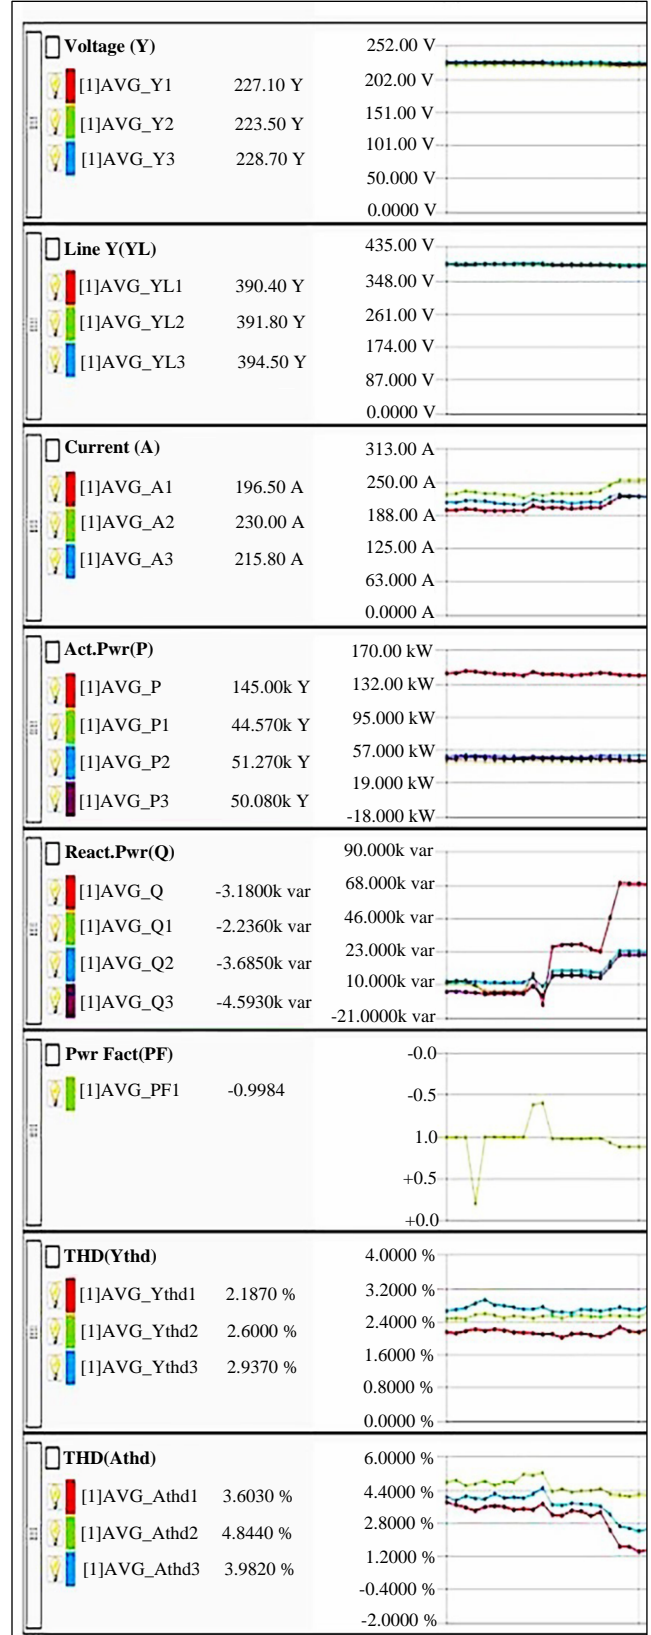 Voltage (Y)
[1]AVG_Y1 227.10 Y
[1]AVG_Y2 223.50 Y
[1]AVG_Y3 228.70 Y
252.00 V
202.00 V
151.00 V
101.00 V
50.000 V
0.0000 V
Line Y(YL)
[1]AVG_YL1 390.40 Y
[1]AVG_YL2 391.80 Y
[1]AVG_YL3 394.50 Y
435.00 V
348.00 V
261.00 V
174.00 V
87.000 V
0.0000 V
Current (A)
[1]AVG_A1 196.50 A
[1]AVG_A2 230.00 A
[1]AVG_A3 215.80 A
313.00 A
250.00 A
188.00 A
125.00 A
63.000 A
0.0000 A
Act.Pwr(P)
[1]AVG_P 145.00k Y
[1]AVG_P1 44.570k Y
[1]AVG_P2 51.270k Y
[1]AVG_P3 50.080k Y
170.00 kW
132.00 kW
95.000 kW
57.000 kW
19.000 kW
-18.000 kW
React.Pwr(Q)
[1]AVG_Q -3.1800k var
[1]AVG_Q1 -2.2360k var
[1]AVG_Q2 -3.6850k var
[1]AVG_Q3 -4.5930k var
90.000k var
68.000k var
46.000k var
23.000k var
10.000k var
-21.0000k var
Pwr Fact(PF)
[1]AVG_PF1 -0.9984
-0.0
-0.5
1.0
+0.5
+0.0
THD(Ythd)
[1]AVG_Ythd1 2.1870 %
[1]AVG_Ythd2 2.6000 %
[1]AVG_Ythd3 2.9370 %
4.0000 %
3.2000 %
2.4000 %
1.6000 %
0.8000 %
0.0000 %
THD(Athd)
[1]AVG_Athd1 3.6030 %
[1]AVG_Athd2 4.8440 %
[1]AVG_Athd3 3.9820 %
6.0000 %
4.4000 %
2.8000 %
1.2000 %
-0.4000 %
-2.0000 %